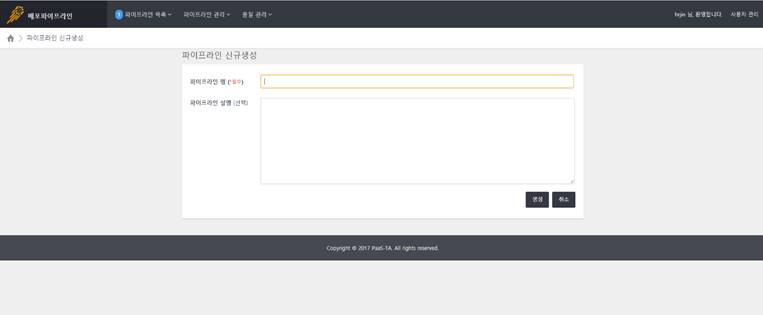 배포파이프라인
1 파이프라인 목록
파이프라인 관리
품질 관리
님, 환영합니다.
사용자 관리
파이프라인 신규생성
파이프라인 신규생성
파이프라인 명 (*필수)
파이프라인 설명 (선택)
생성
취소
Copyright © 2017 PaaS-TA. All rights reserved.